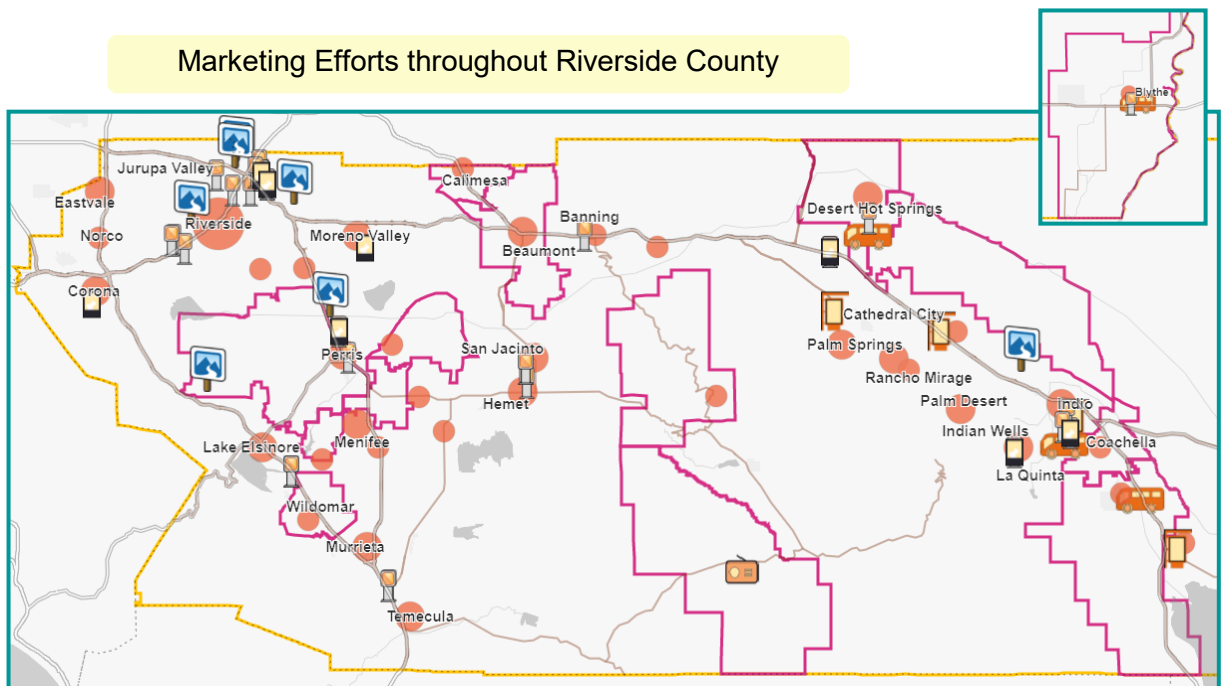 Marketing Efforts throughout Riverside County
Blythe
Jurupa Valley
Calimesa
Eastvale
Desert Hot Springs
Banning
Riverside
Norco
Moreno Valley
Beaumont
Corona
Cathedral City
Palm Springs
San Jacinto
Perris
Rancho Mirage
Palm Desert
Hemet
Indio
Indian Wells
Menifee
Coachella
Lake Elsinore
La Quinta
Wildomar
Murrieta
Temecula